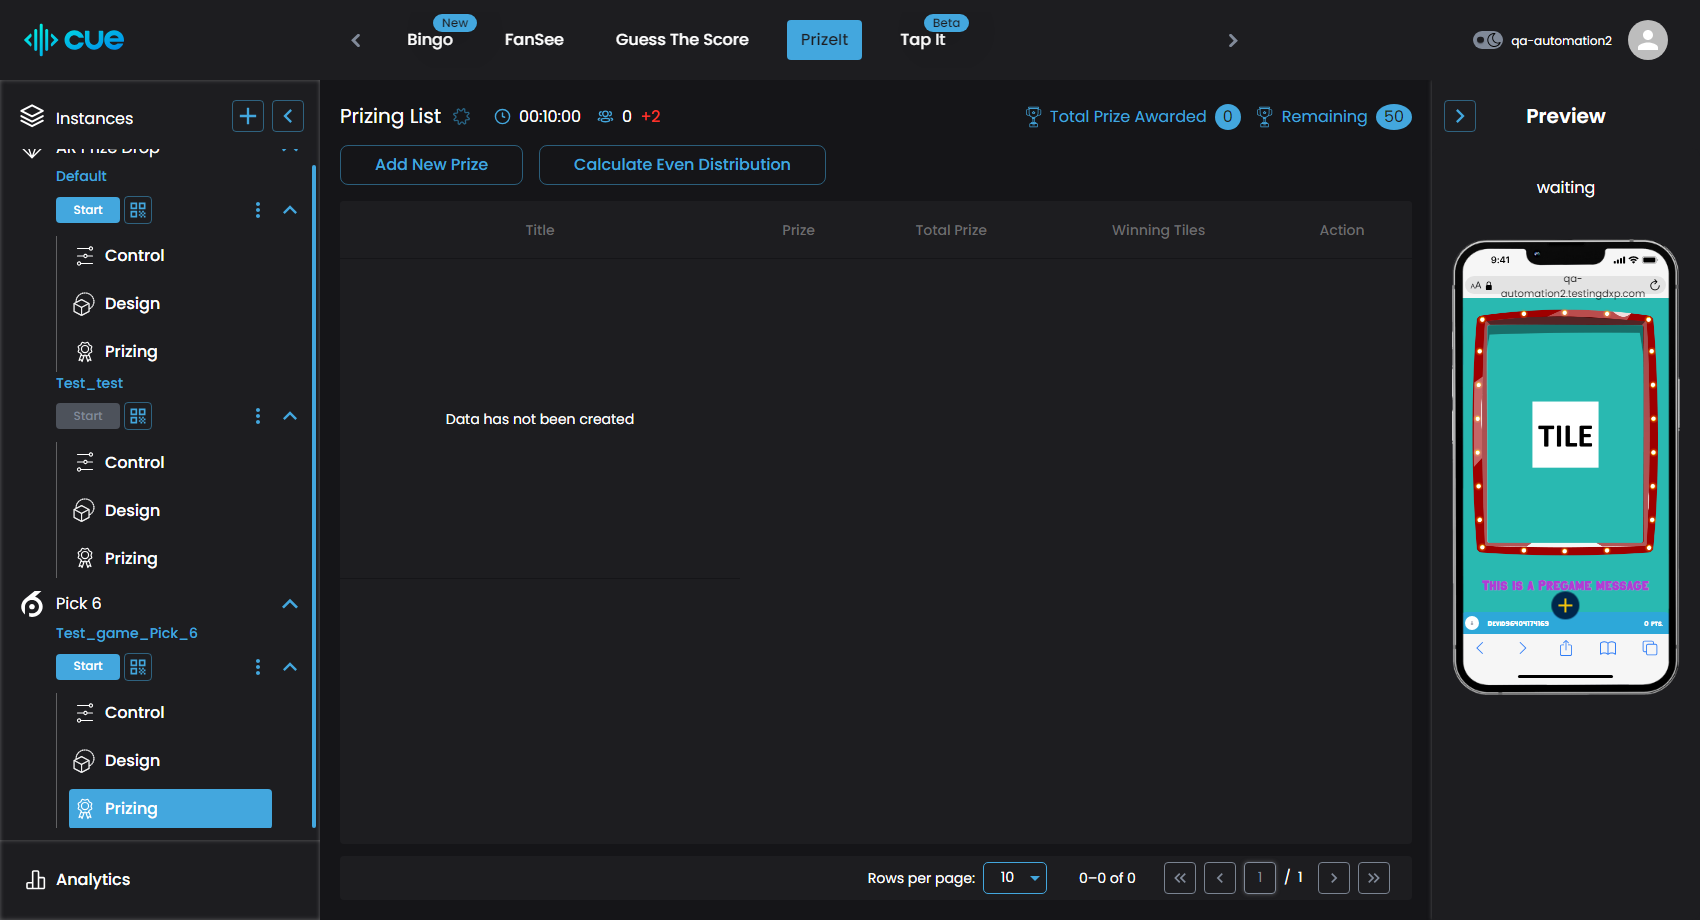 cue
New
Bingo
FanSee
Guess The Score
PrizeIt
Beta
Tap It
qa-automation2
Instances
AR Prize Drop
Default
Start
Control
Design
Prizing
Test_test
Start
Control
Design
Prizing
Pick 6
Test_game_Pick_6
Start
Control
Design
Prizing
Analytics
Prizing List
00:10:00
0 +2
Total Prize Awarded 0
Remaining 50
Add New Prize
Calculate Even Distribution
Title Prize Total Prize Winning Tiles Action
Data has not been created
Rows per page: 10 0–0 of 0 1 / 1
Preview
waiting
9:41
AA
qa-
automation2.testingdxp.com
TILE
This is a Pregame message
0 PTS.